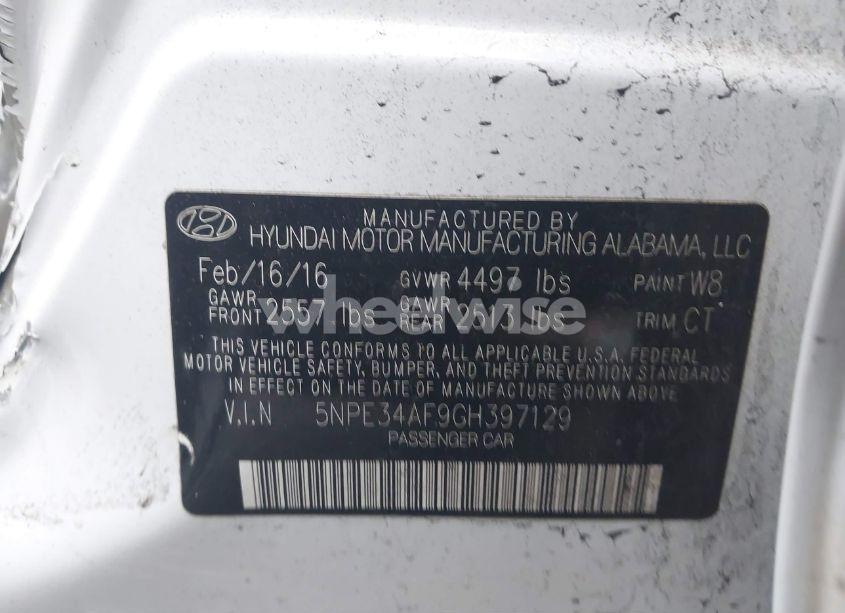 MANUFACTURED BY
HYUNDAI MOTOR MANUFACTURING ALABAMA, LLC
Feb/16/16 GVWR 4497 lbs PAINT W8
GAWR FRONT 2557 lbs GAWR REAR 2513 lbs TRIM CT
wheelwise
THIS VEHICLE CONFORMS TO ALL APPLICABLE U.S.A. FEDERAL
MOTOR VEHICLE SAFETY, BUMPER, AND THEFT PREVENTION STANDARDS
IN EFFECT ON THE DATE OF MANUFACTURE SHOWN ABOVE
V.I.N 5NPE34AF9GH397129
PASSENGER CAR